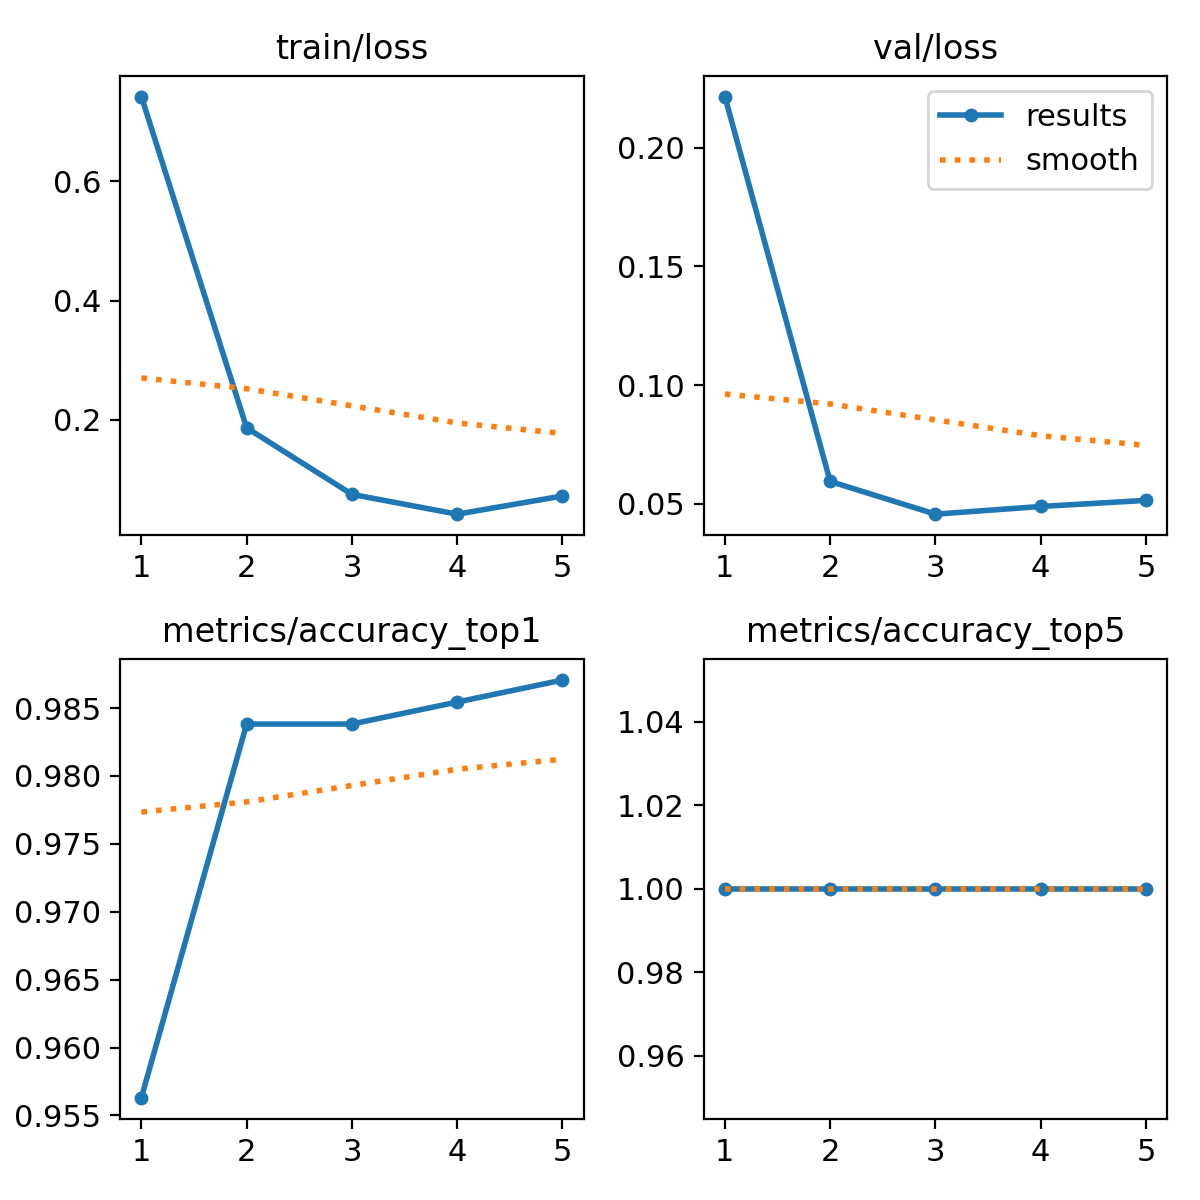 train/loss
0.6
0.4
0.2
1 2 3 4 5
val/loss
results
smooth
0.20
0.15
0.10
0.05
1 2 3 4 5
metrics/accuracy_top1
0.985
0.980
0.975
0.970
0.965
0.960
0.955
1 2 3 4 5
metrics/accuracy_top5
1.04
1.02
1.00
0.98
0.96
1 2 3 4 5